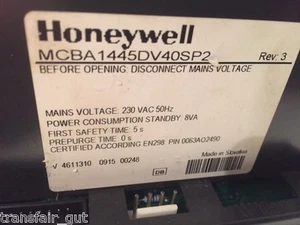 Honeywell
MCBA1445DV40SP2 Rev: 3
BEFORE OPENING: DISCONNECT MAINS VOLTAGE
MAINS VOLTAGE: 230 VAC 50Hz
POWER CONSUMPTION STANDBY: 8VA
FIRST SAFETY TIME: 5 s
PREPURGE TIME: 0 s
CERTIFIED ACCORDING EN298 PIN 0063AO2490
Made in Slovakia
V 4611310 0915 00248
DB
transfair_gut